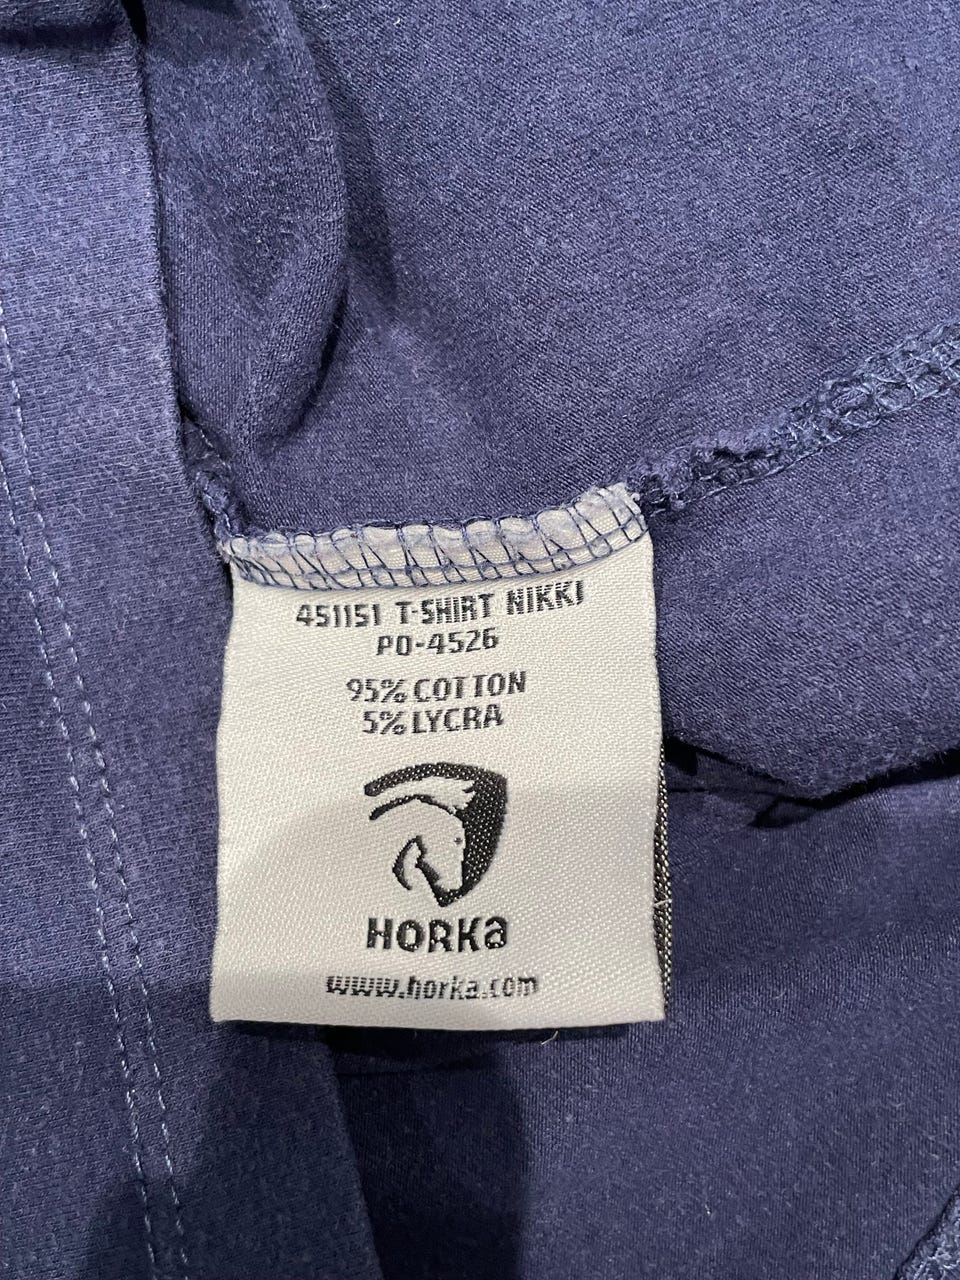 451151 T-SHIRT NIKKI
PO-4526
95% COTTON
5% LYCRA
HORKa
www.horka.com